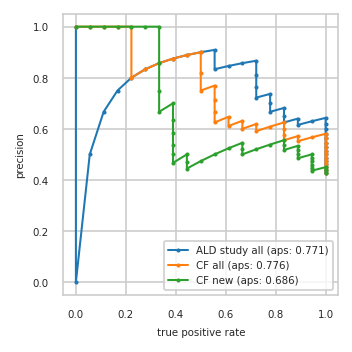 1.0
0.8
0.6
0.4
0.2
0.0
precision
0.0 0.2 0.4 0.6 0.8 1.0
true positive rate
ALD study all (aps: 0.771)
CF all (aps: 0.776)
CF new (aps: 0.686)